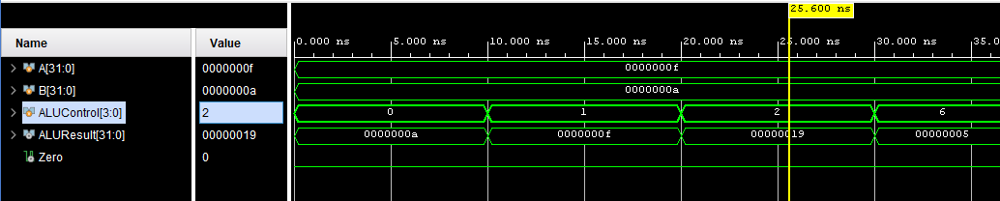 25.600 ns
Name Value 0.000 ns 5.000 ns 10.000 ns 15.000 ns 20.000 ns 25.000 ns 30.000 ns 35.00
A[31:0] 0000000f 0000000f
B[31:0] 0000000a 0000000a
ALUControl[3:0] 2 0 1 2 6
ALUResult[31:0] 00000019 0000000a 0000000f 00000019 00000005
Zero 0